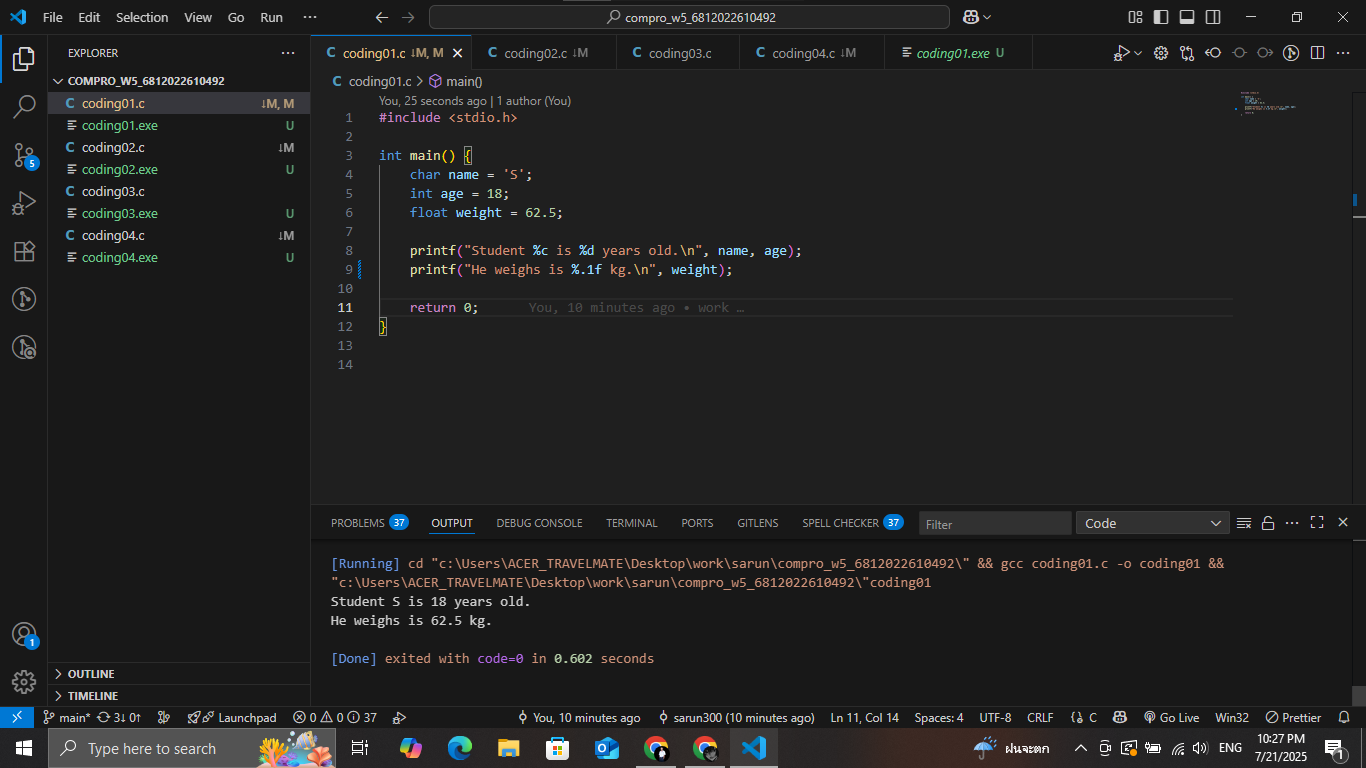 File Edit Selection View Go Run ··· compro_w5_6812022610492
EXPLORER ···
COMPRO_W5_6812022610492
coding01.c ↓M, M
coding01.exe U
coding02.c ↓M
coding02.exe U
coding03.c
coding03.exe U
coding04.c ↓M
coding04.exe U
OUTLINE
TIMELINE
5
1
coding01.c ↓M, M coding02.c ↓M coding03.c coding04.c ↓M coding01.exe U
coding01.c > main()
You, 25 seconds ago | 1 author (You)
1 #include <stdio.h>
2
3 int main() {
4 char name = 'S';
5 int age = 18;
6 float weight = 62.5;
7
8 printf("Student %c is %d years old.\n", name, age);
9 printf("He weighs is %.1f kg.\n", weight);
10
11 return 0; You, 10 minutes ago • work …
12 }
13
14
PROBLEMS 37 OUTPUT DEBUG CONSOLE TERMINAL PORTS GITLENS SPELL CHECKER 37 Filter Code
[Running] cd "c:\Users\ACER_TRAVELMATE\Desktop\work\sarun\compro_w5_6812022610492\" && gcc coding01.c -o coding01 &&
"c:\Users\ACER_TRAVELMATE\Desktop\work\sarun\compro_w5_6812022610492\"coding01
Student S is 18 years old.
He weighs is 62.5 kg.
[Done] exited with code=0 in 0.602 seconds
main* 3↓ 0↑ Launchpad 0 0 37 You, 10 minutes ago sarun300 (10 minutes ago) Ln 11, Col 14 Spaces: 4 UTF-8 CRLF {} C Go Live Win32 Prettier
Type here to search ฝนจะตก ENG 10:27 PM
7/21/2025
1